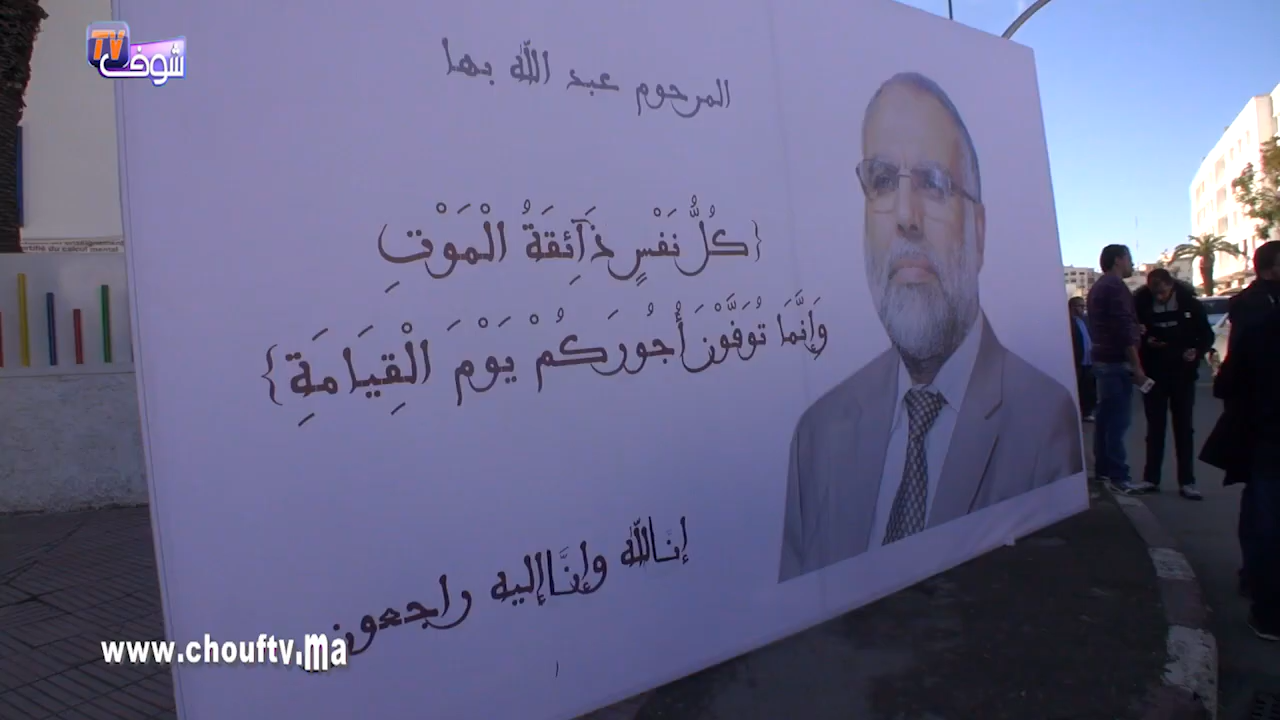 TV
شوف
المرحوم عبد الله بها
{كُلُّ نَفْسٍ ذَآئِقَةُ الْمَوْتِ
وَإِنَّمَا تُوَفَّوْنَ أُجُورَكُمْ يَوْمَ الْقِيَامَةِ}
إنا لله وإنا إليه راجعون
www.chouftv.ma